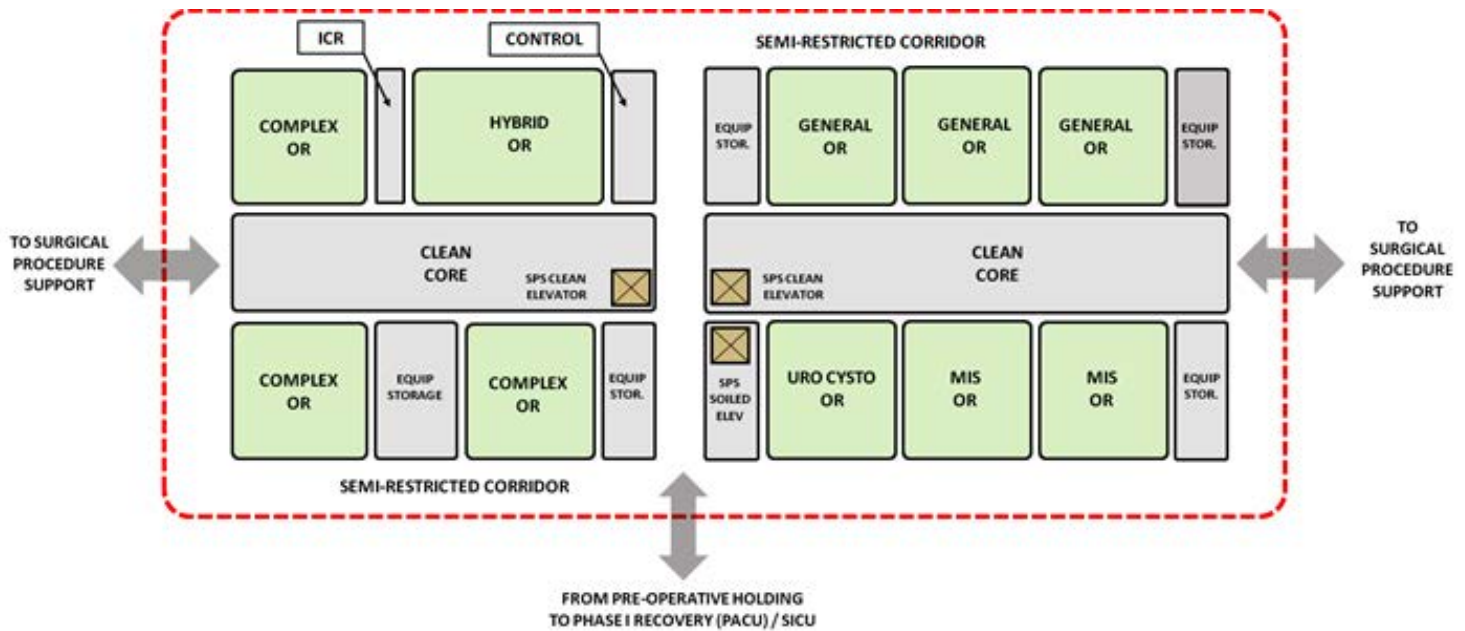 ICR
CONTROL
SEMI-RESTRICTED CORRIDOR
COMPLEX
OR
HYBRID
OR
EQUIP
STOR.
GENERAL
OR
GENERAL
OR
GENERAL
OR
EQUIP
STOR.
TO SURGICAL
PROCEDURE
SUPPORT
CLEAN
CORE
SPS CLEAN
ELEVATOR
CLEAN
CORE
SPS CLEAN
ELEVATOR
TO
SURGICAL
PROCEDURE
SUPPORT
COMPLEX
OR
EQUIP
STORAGE
COMPLEX
OR
EQUIP
STOR.
SPS
SOILED
ELEV
URO CYSTO
OR
MIS
OR
MIS
OR
EQUIP
STOR.
SEMI-RESTRICTED CORRIDOR
FROM PRE-OPERATIVE HOLDING
TO PHASE I RECOVERY (PACU) / SICU